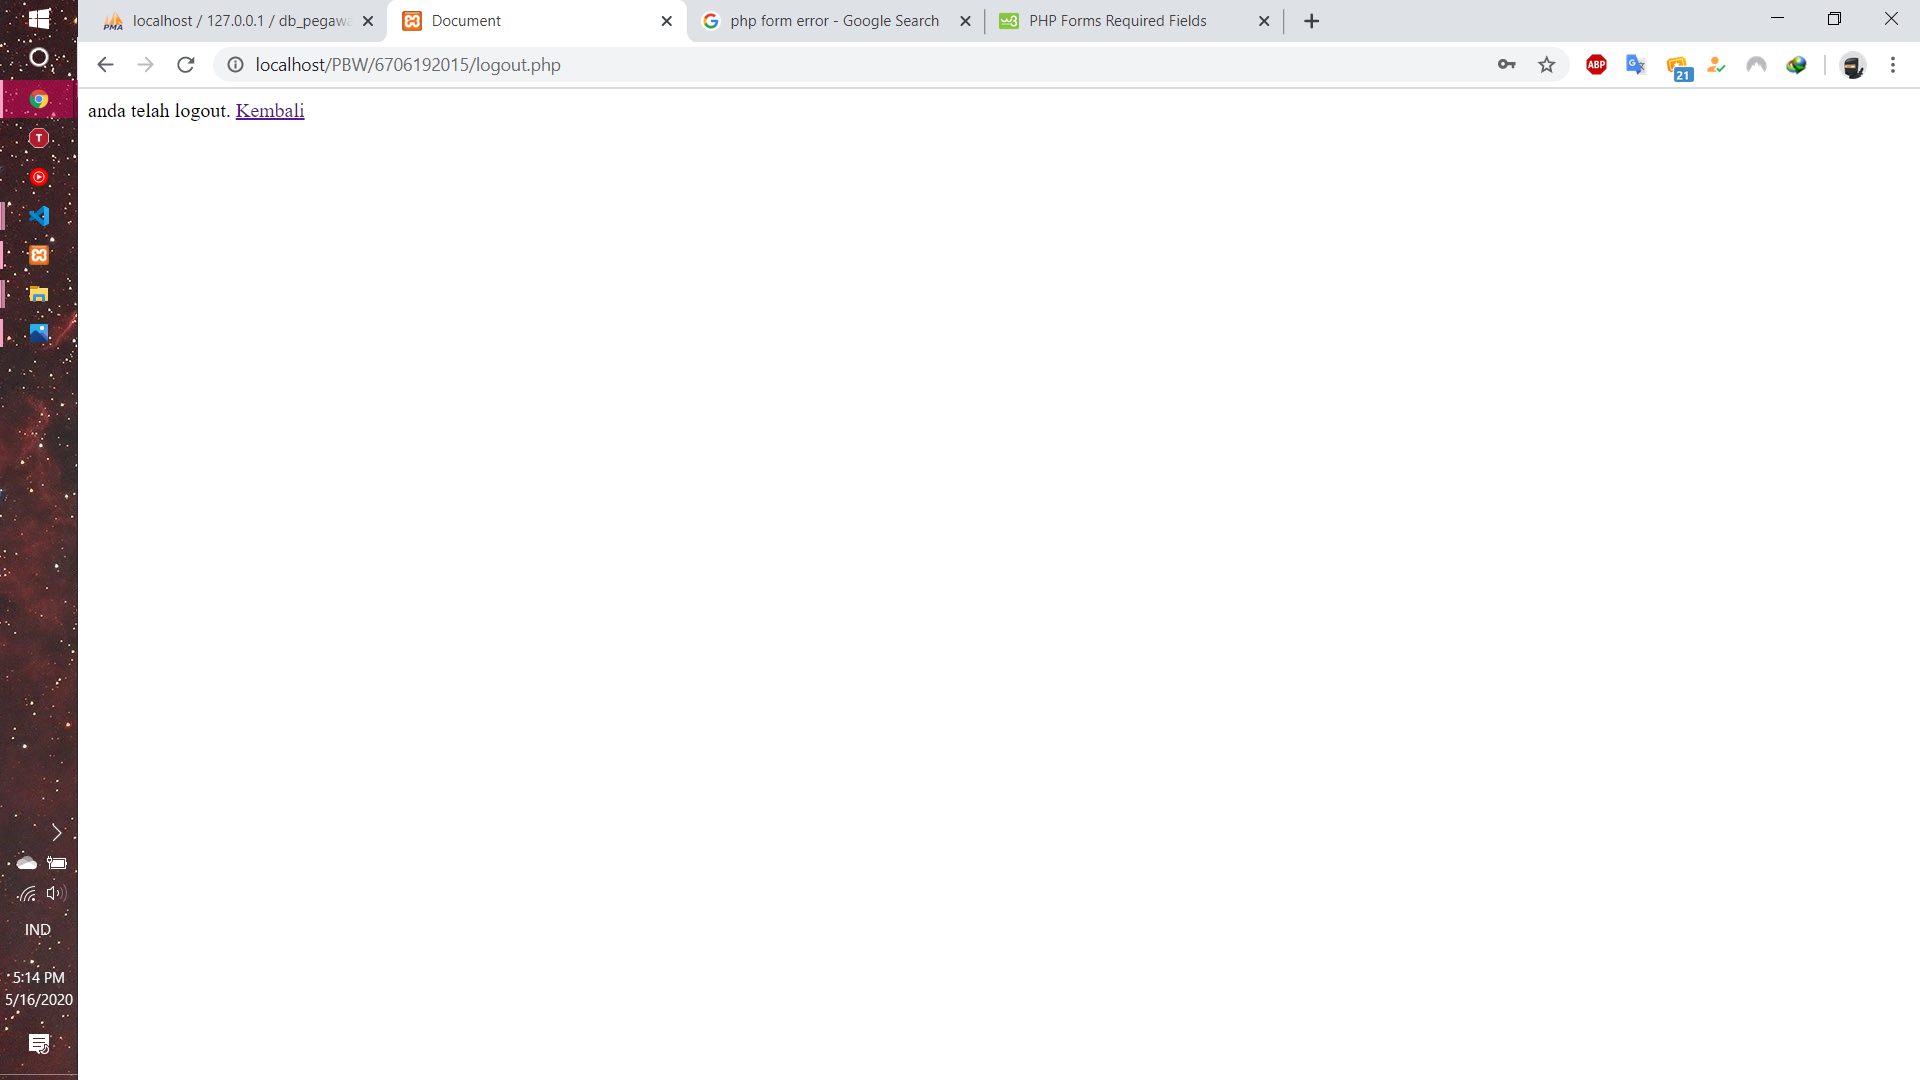 localhost / 127.0.0.1 / db_pegawa
Document
php form error - Google Search
PHP Forms Required Fields
localhost/PBW/6706192015/logout.php
ABP
21
anda telah logout. Kembali
IND
5:14 PM
5/16/2020